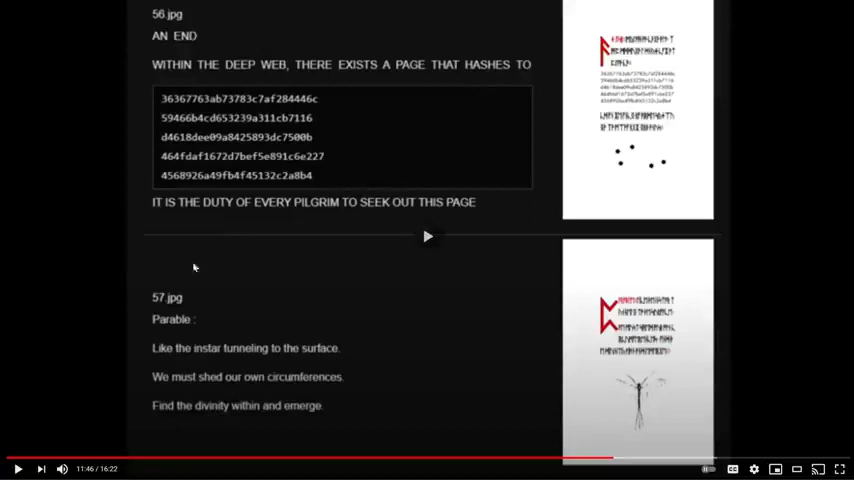 56.jpg
AN END
WITHIN THE DEEP WEB, THERE EXISTS A PAGE THAT HASHES TO
36367763ab73783c7af284446c
59466b4cd653239a311cb7116
d4618dee09a8425893dc7500b
464fdaf1672d7bef5e891c6e227
4568926a49fb4f45132c2a8b4
IT IS THE DUTY OF EVERY PILGRIM TO SEEK OUT THIS PAGE
57.jpg
Parable :
Like the instar tunneling to the surface.
We must shed our own circumferences.
Find the divinity within and emerge.
11:46 / 16:22